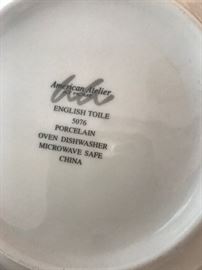 American Atelier
ENGLISH TOILE
5076
PORCELAIN
OVEN DISHWASHER
MICROWAVE SAFE
CHINA